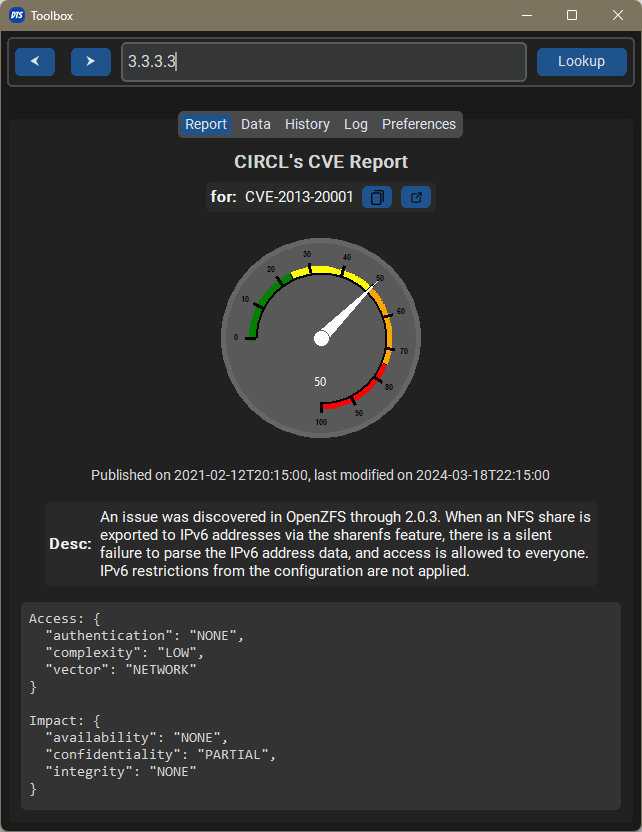 DTS Toolbox
3.3.3.3
Lookup
Report Data History Log Preferences
CIRCL's CVE Report
for: CVE-2013-20001
0
10
20
30
40
50
60
70
80
90
100
50
Published on 2021-02-12T20:15:00, last modified on 2024-03-18T22:15:00
Desc:
An issue was discovered in OpenZFS through 2.0.3. When an NFS share is
exported to IPv6 addresses via the sharenfs feature, there is a silent
failure to parse the IPv6 address data, and access is allowed to everyone.
IPv6 restrictions from the configuration are not applied.
Access: {
  "authentication": "NONE",
  "complexity": "LOW",
  "vector": "NETWORK"
}
Impact: {
  "availability": "NONE",
  "confidentiality": "PARTIAL",
  "integrity": "NONE"
}